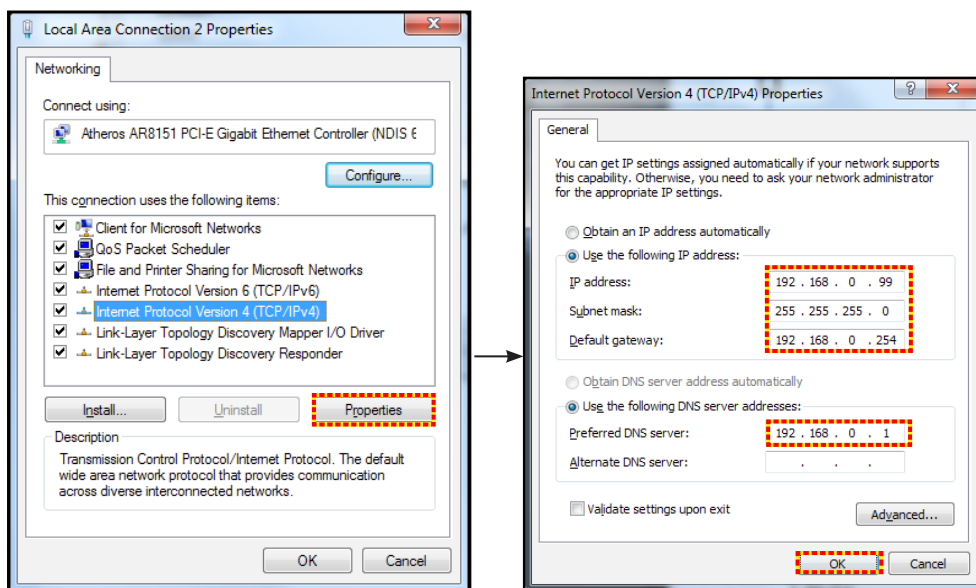 Local Area Connection 2 Properties
Networking
Connect using:
Atheros AR8151 PCI-E Gigabit Ethernet Controller (NDIS 6
Configure...
This connection uses the following items:
Client for Microsoft Networks
QoS Packet Scheduler
File and Printer Sharing for Microsoft Networks
Internet Protocol Version 6 (TCP/IPv6)
Internet Protocol Version 4 (TCP/IPv4)
Link-Layer Topology Discovery Mapper I/O Driver
Link-Layer Topology Discovery Responder
Install...
Uninstall
Properties
Description
Transmission Control Protocol/Internet Protocol. The default
wide area network protocol that provides communication
across diverse interconnected networks.
OK
Cancel
Internet Protocol Version 4 (TCP/IPv4) Properties
General
You can get IP settings assigned automatically if your network supports
this capability. Otherwise, you need to ask your network administrator
for the appropriate IP settings.
Obtain an IP address automatically
Use the following IP address:
IP address: 192 . 168 . 0 . 99
Subnet mask: 255 . 255 . 255 . 0
Default gateway: 192 . 168 . 0 . 254
Obtain DNS server address automatically
Use the following DNS server addresses:
Preferred DNS server: 192 . 168 . 0 . 1
Alternate DNS server: . . .
Validate settings upon exit
Advanced...
OK
Cancel